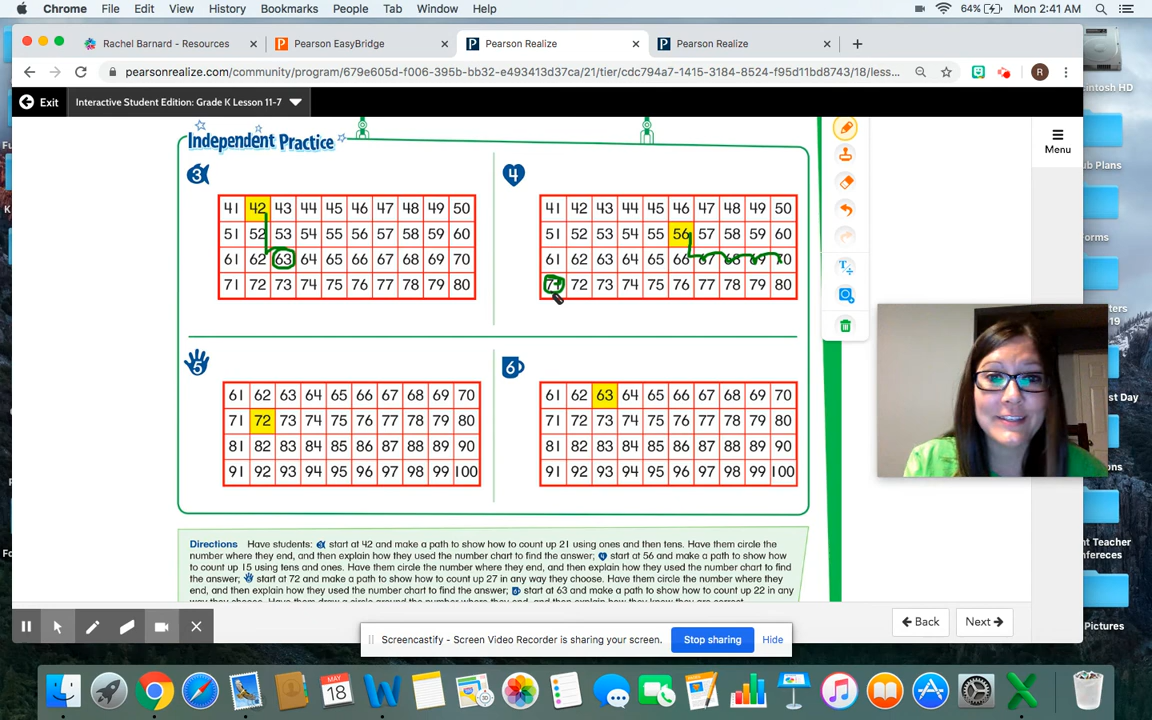 Chrome File Edit View History Bookmarks People Tab Window Help 64% Mon 2:41 AM
Rachel Barnard - Resources Pearson EasyBridge Pearson Realize Pearson Realize
pearsonrealize.com/community/program/679e605d-f006-395b-bb32-e493413d37ca/21/tier/cdc794a7-1415-3184-8524-f95d11bd8743/18/less... R
Exit Interactive Student Edition: Grade K Lesson 11-7
Menu
Independent Practice
3
41 42 43 44 45 46 47 48 49 50
51 52 53 54 55 56 57 58 59 60
61 62 63 64 65 66 67 68 69 70
71 72 73 74 75 76 77 78 79 80
4
41 42 43 44 45 46 47 48 49 50
51 52 53 54 55 56 57 58 59 60
61 62 63 64 65 66 67 68 69 70
71 72 73 74 75 76 77 78 79 80
5
61 62 63 64 65 66 67 68 69 70
71 72 73 74 75 76 77 78 79 80
81 82 83 84 85 86 87 88 89 90
91 92 93 94 95 96 97 98 99 100
6
61 62 63 64 65 66 67 68 69 70
71 72 73 74 75 76 77 78 79 80
81 82 83 84 85 86 87 88 89 90
91 92 93 94 95 96 97 98 99 100
Directions Have students: 3 start at 42 and make a path to show how to count up 21 using ones and then tens. Have them circle the
number where they end, and then explain how they used the number chart to find the answer; 4 start at 56 and make a path to show how
to count up 15 using tens and ones. Have them circle the number where they end, and then explain how they used the number chart to find
the answer; 5 start at 72 and make a path to show how to count up 27 in any way they choose. Have them circle the number where they
end, and then explain how they used the number chart to find the answer; 6 start at 63 and make a path to show how to count up 22 in any
Back Next
Screencastify - Screen Video Recorder is sharing your screen. Stop sharing Hide
intosh HD
ub Plans
orms
19
st Day
ons
nt Teacher
nfereces
Pictures
MAY
18